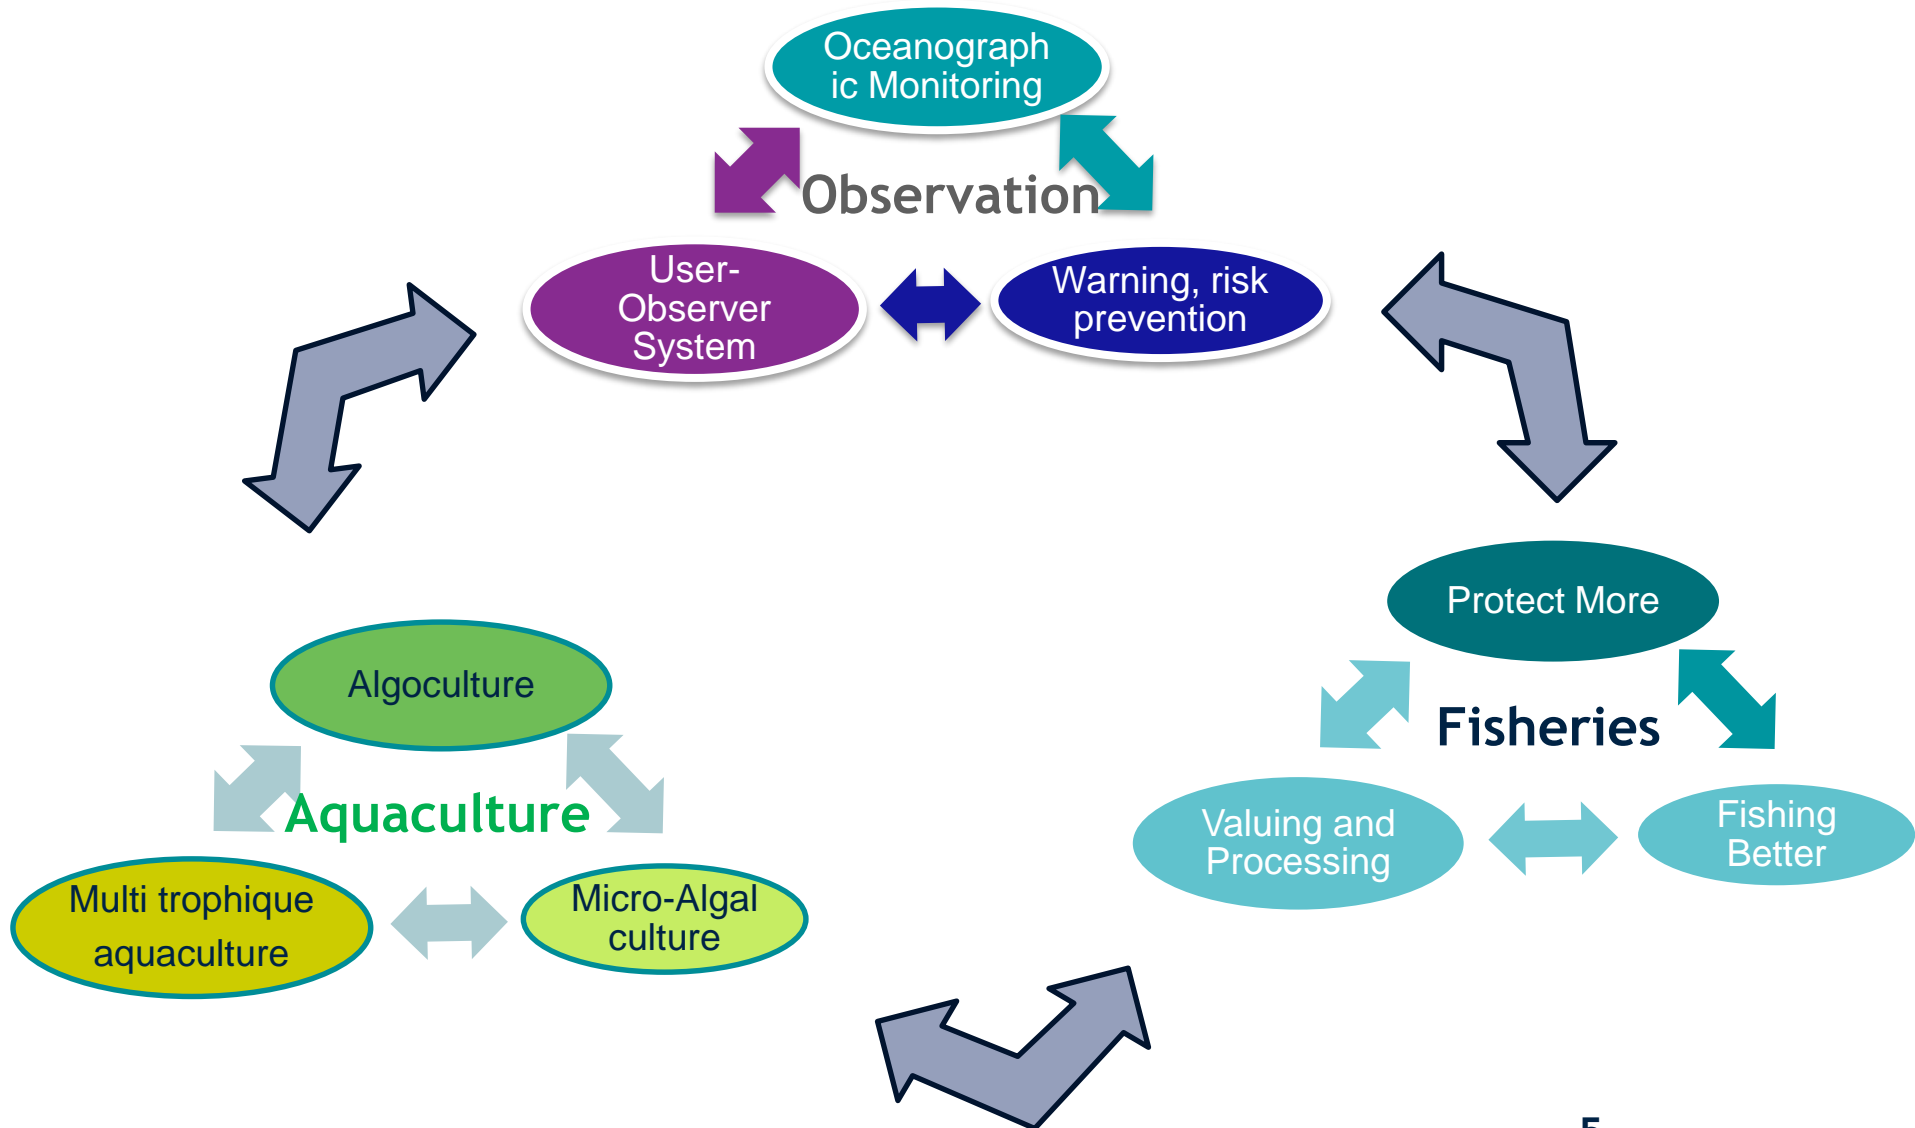 Oceanograph
ic Monitoring
Observation
User-
Observer
System
Warning, risk
prevention
Protect More
Fisheries
Valuing and
Processing
Fishing
Better
Algoculture
Aquaculture
Multi trophique
aquaculture
Micro-Algal
culture
5